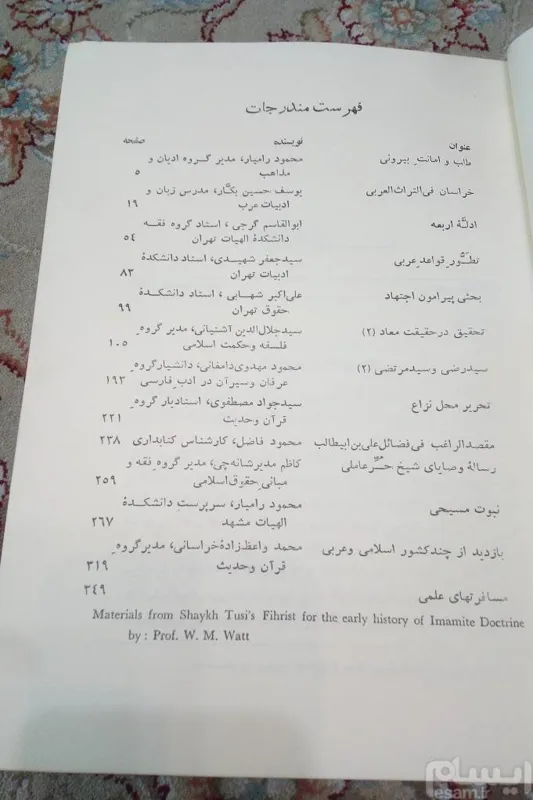 فهرست مندرجات
عنوان نویسنده صفحه
طالب و امانت بیرونی محمود رامیار، مدیر گروه ادیان و
مذاهب ۵
خراسان فی‌التراث‌العربی یوسف حسین بکّار، مدرس زبان و
ادبیات عرب ۱۹
ادلّهٔ اربعه ابوالقاسم گرجی، استاد گروه فقه
دانشکدهٔ الهیات تهران ۵۴
تطوّر قواعد عربی سیدجعفر شهیدی، استاد دانشکدهٔ
ادبیات تهران ۸۳
بحثی پیرامون اجتهاد علی‌اکبر شهابی، استاد دانشکدهٔ
حقوق تهران ۹۹
تحقیق درحقیقت معاد (۲) سیدجلال‌الدین آشتیانی، مدیر گروه
فلسفه وحکمت اسلامی ۱۰۵
سیدرضی وسیدمرتضی (۲) محمود مهدوی‌دامغانی، دانشیارگروه
عرفان وسیرآن در ادب فارسی ۱۹۳
تحریر محل نزاع سیدجواد مصطفوی، استادیار گروه
قرآن وحدیث ۲۲۱
مقصدالراغب فی‌فضائل‌علی‌بن‌ابیطالب محمود فاضل، کارشناس کتابداری ۲۳۸
رسالهٔ وصایای شیخ حرّعاملی کاظم مدیرشانه‌چی، مدیر گروه فقه و
مبانی حقوق‌اسلامی ۲۵۹
نبوت مسیحی محمود رامیار، سرپرست دانشکدهٔ
الهیات مشهد ۲۶۷
بازدید از چندکشور اسلامی وعربی محمد واعظ‌زادهٔ‌خراسانی، مدیرگروه
قرآن وحدیث ۳۱۹
مسافرتهای علمی ۳۴۹
Materials from Shaykh Tusi's Fihrist for the early history of Imamite Doctrine
by : Prof. W. M. Watt
ایسام
esam.ir